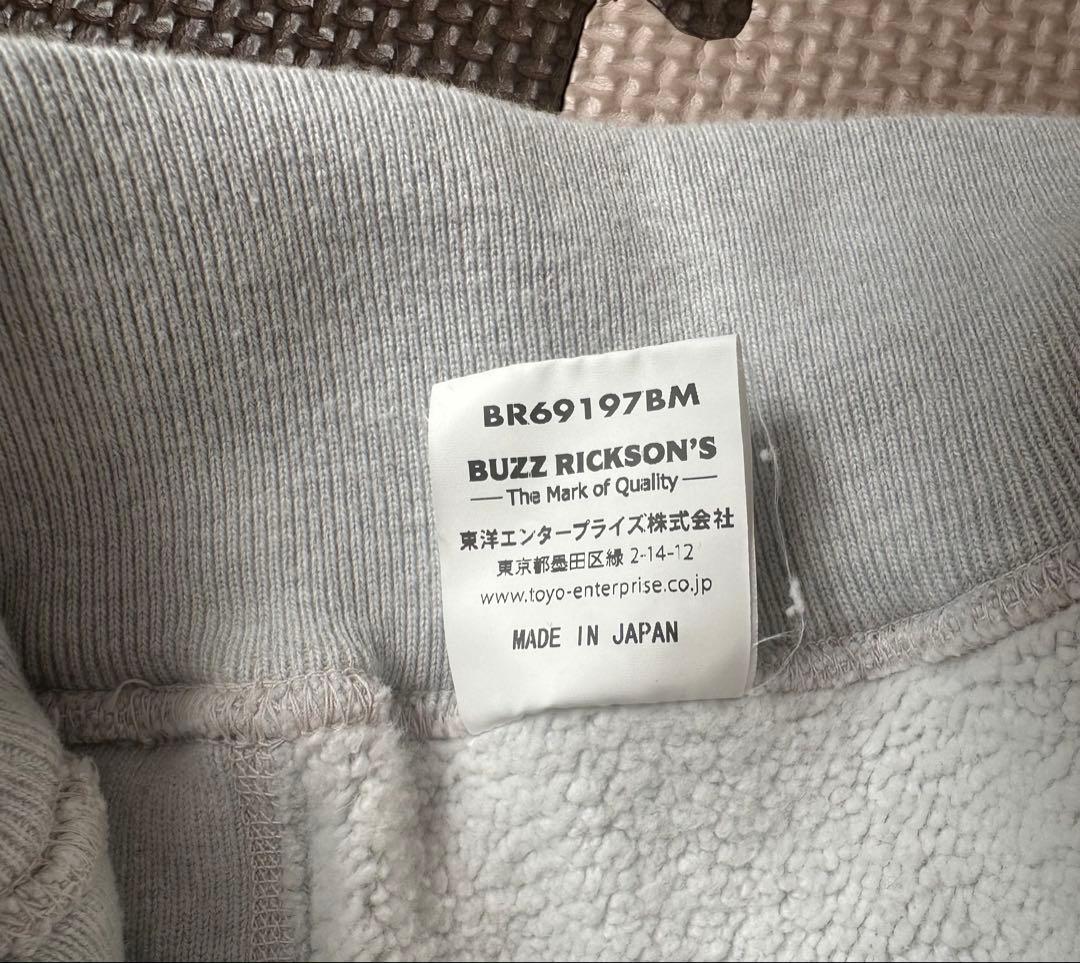 BR69197BM
BUZZ RICKSON'S
The Mark of Quality
東洋エンタープライズ株式会社
東京都墨田区緑 2-14-12
www.toyo-enterprise.co.jp
MADE IN JAPAN